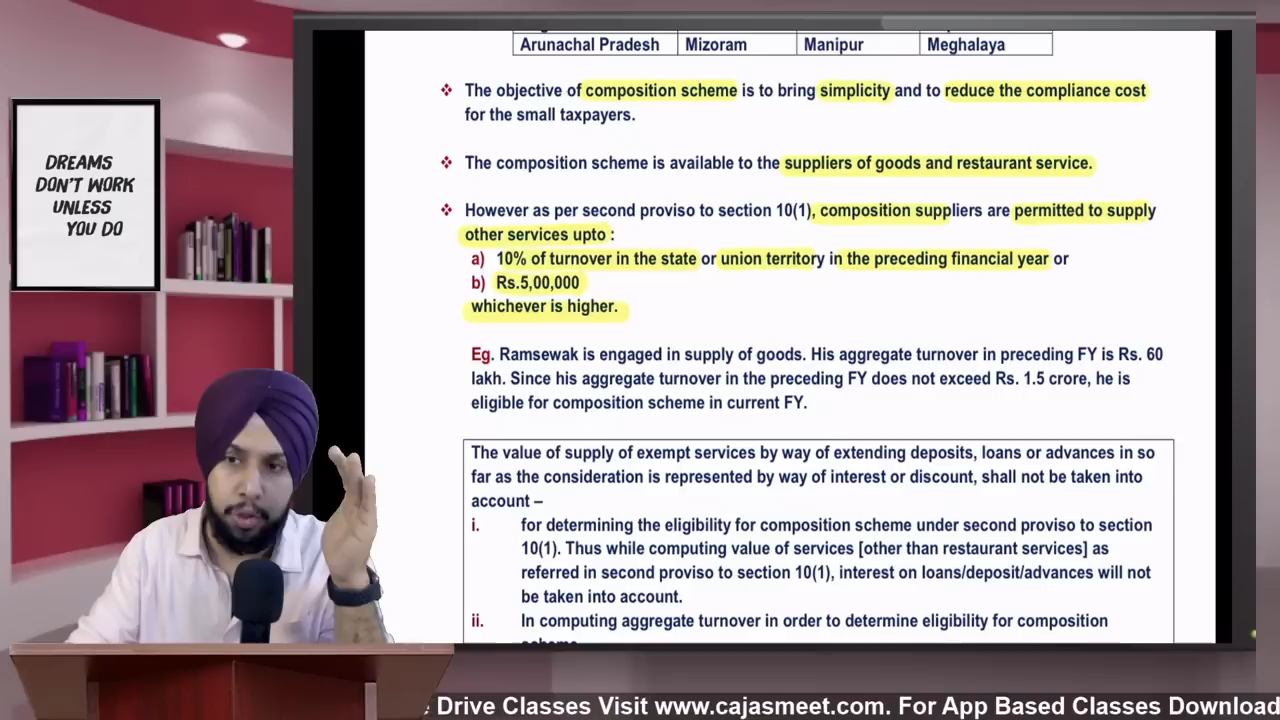 DREAMS
DON'T WORK
UNLESS
YOU DO
Arunachal Pradesh Mizoram Manipur Meghalaya
❖ The objective of composition scheme is to bring simplicity and to reduce the compliance cost
for the small taxpayers.
❖ The composition scheme is available to the suppliers of goods and restaurant service.
❖ However as per second proviso to section 10(1), composition suppliers are permitted to supply
other services upto :
a) 10% of turnover in the state or union territory in the preceding financial year or
b) Rs.5,00,000
whichever is higher.
Eg. Ramsewak is engaged in supply of goods. His aggregate turnover in preceding FY is Rs. 60
lakh. Since his aggregate turnover in the preceding FY does not exceed Rs. 1.5 crore, he is
eligible for composition scheme in current FY.
The value of supply of exempt services by way of extending deposits, loans or advances in so
far as the consideration is represented by way of interest or discount, shall not be taken into
account –
i. for determining the eligibility for composition scheme under second proviso to section
10(1). Thus while computing value of services [other than restaurant services] as
referred in second proviso to section 10(1), interest on loans/deposit/advances will not
be taken into account.
ii. In computing aggregate turnover in order to determine eligibility for composition
Drive Classes Visit www.cajasmeet.com. For App Based Classes Download